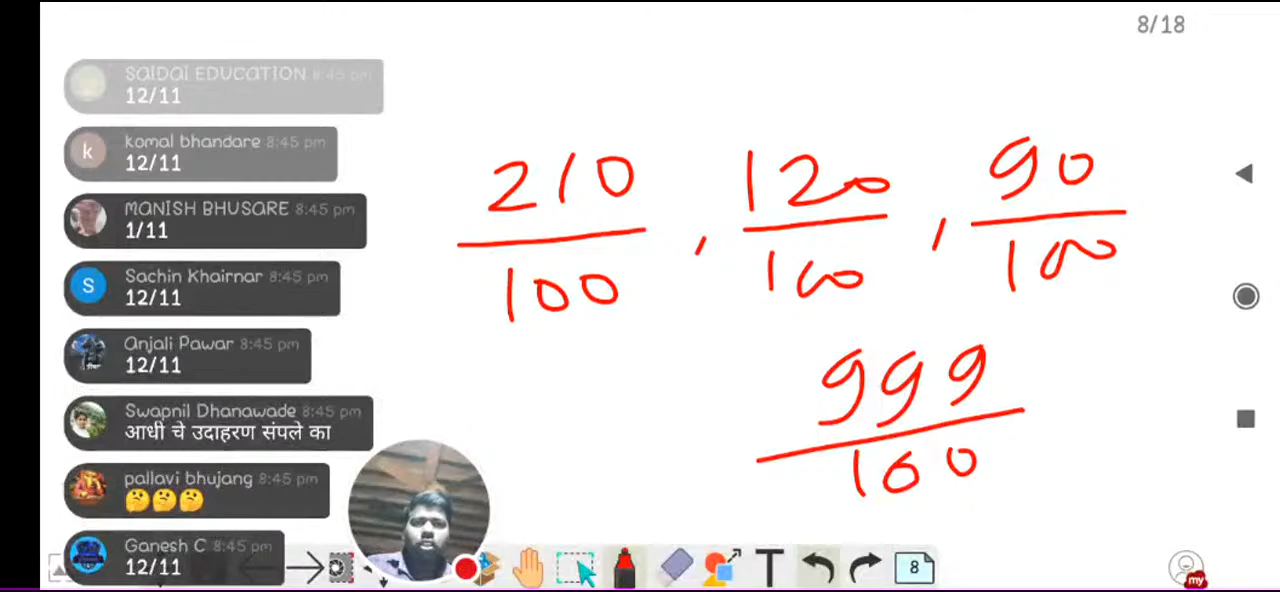 8/18
SaiDai EDUCATION 8:45 pm
12/11
komal bhandare 8:45 pm
12/11
MANISH BHUSARE 8:45 pm
1/11
S
Sachin Khairnar 8:45 pm
12/11
Anjali Pawar 8:45 pm
12/11
Swapnil Dhanawade 8:45 pm
आधी चे उदाहरण संपले का
pallavi bhujang 8:45 pm
🤔🤔🤔
Ganesh C 8:45 pm
12/11
k
210/100 , 120/100 , 90/100
999/100
T
8
my